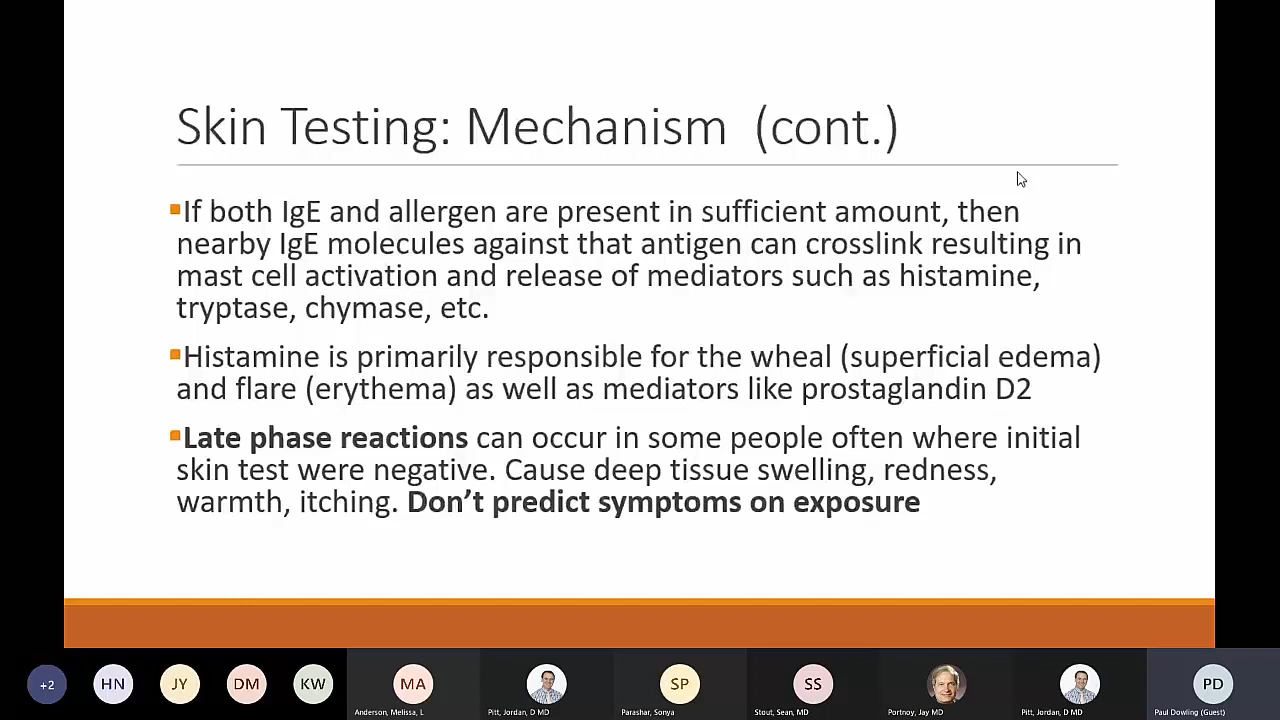 Skin Testing: Mechanism (cont.)
If both IgE and allergen are present in sufficient amount, then
nearby IgE molecules against that antigen can crosslink resulting in
mast cell activation and release of mediators such as histamine,
tryptase, chymase, etc.
Histamine is primarily responsible for the wheal (superficial edema)
and flare (erythema) as well as mediators like prostaglandin D2
Late phase reactions can occur in some people often where initial
skin test were negative. Cause deep tissue swelling, redness,
warmth, itching. Don’t predict symptoms on exposure
+2 HN JY DM KW MA SP SS PD
Anderson, Melissa, L Pitt, Jordan, D MD Parashar, Sonya Stout, Sean, MD Portnoy, Jay MD Pitt, Jordan, D MD Paul Dowling (Guest)